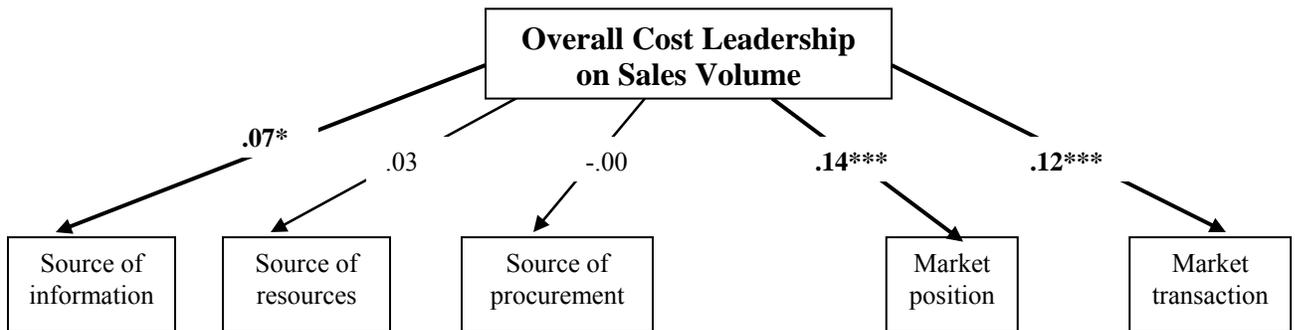 Overall Cost Leadership
on Sales Volume
.07*
.03
-.00
.14***
.12***
Source of
information
Source of
resources
Source of
procurement
Market
position
Market
transaction